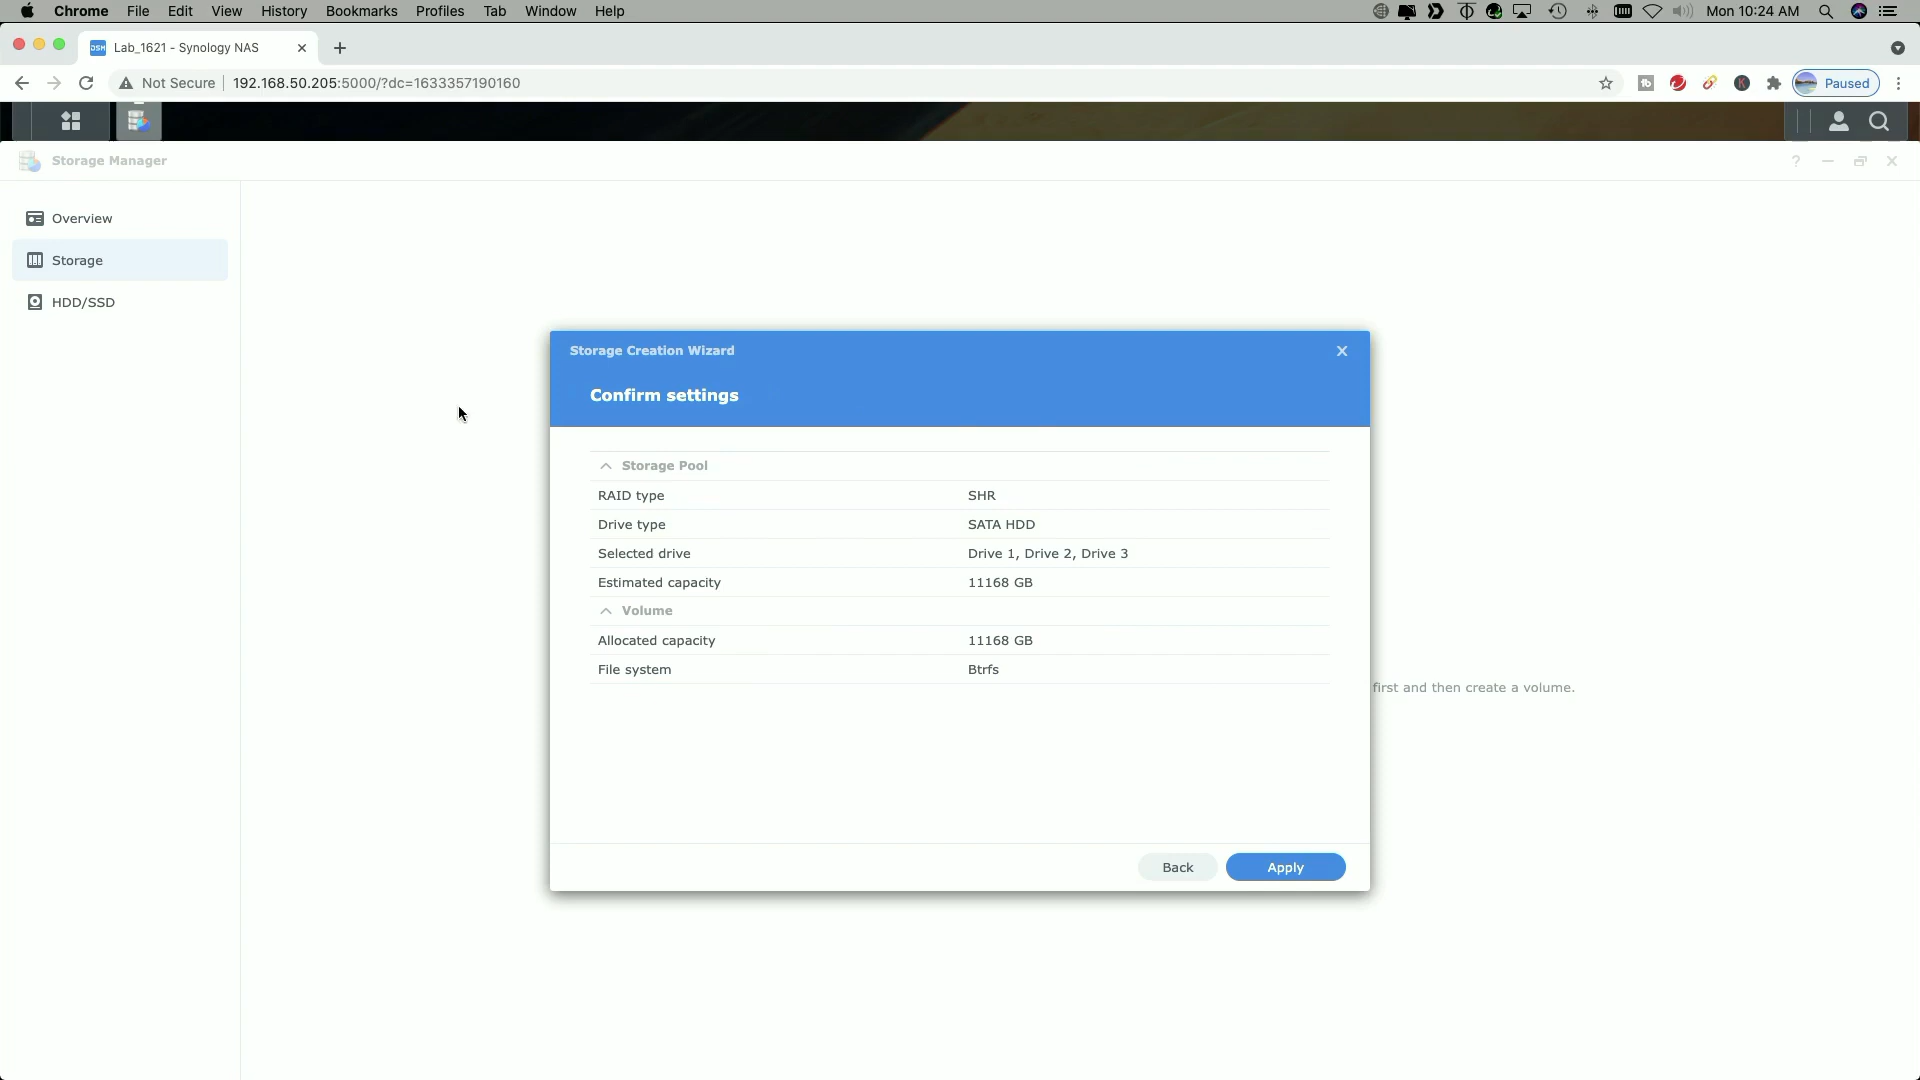 Chrome File Edit View History Bookmarks Profiles Tab Window Help Mon 10:24 AM
DSM Lab_1621 - Synology NAS
Not Secure 192.168.50.205:5000/?dc=1633357190160 Paused
Storage Manager
Overview
Storage
HDD/SSD
Storage Creation Wizard
Confirm settings
Storage Pool
RAID type SHR
Drive type SATA HDD
Selected drive Drive 1, Drive 2, Drive 3
Estimated capacity 11168 GB
Volume
Allocated capacity 11168 GB
File system Btrfs
first and then create a volume.
Back Apply